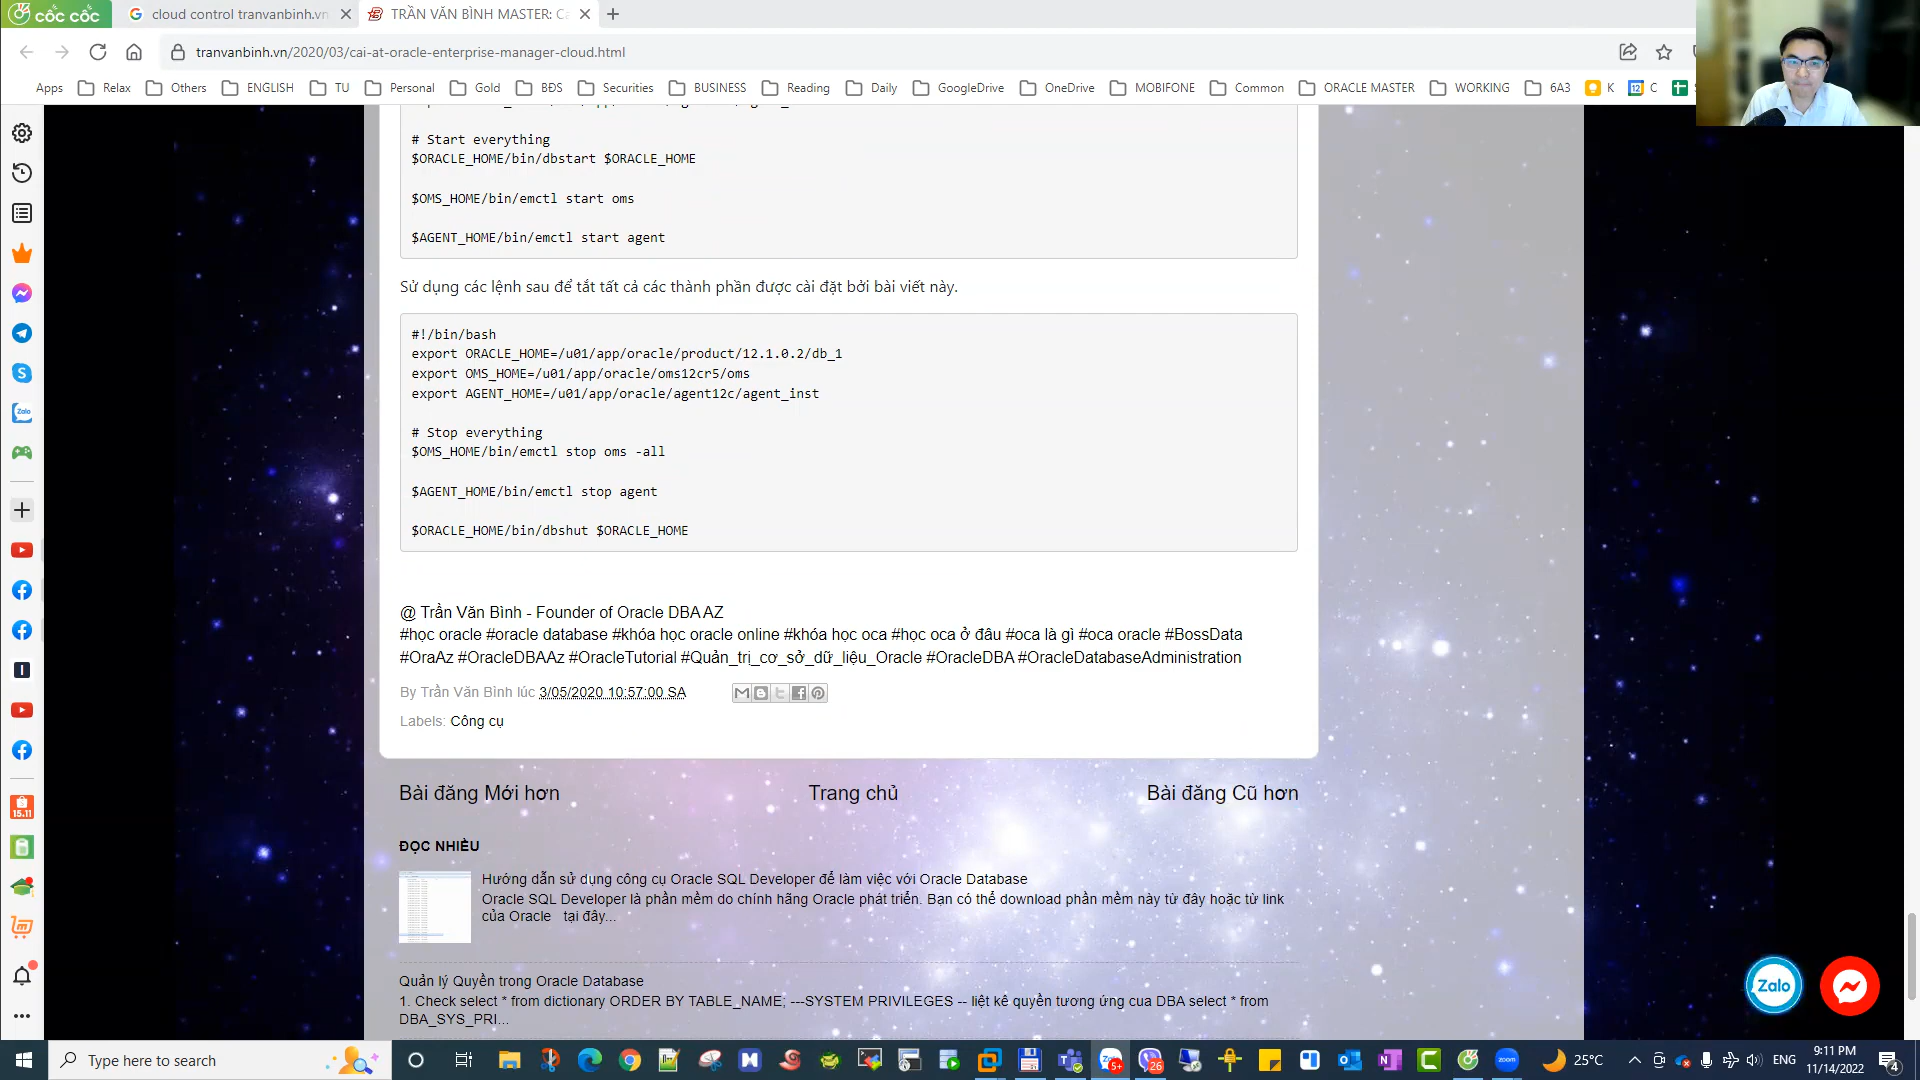 cốc cốc
cloud control tranvanbinh.vn
TRẦN VĂN BÌNH MASTER: Cà
tranvanbinh.vn/2020/03/cai-at-oracle-enterprise-manager-cloud.html
Apps Relax Others ENGLISH TU Personal Gold BĐS Securities BUSINESS Reading Daily GoogleDrive OneDrive MOBIFONE Common ORACLE MASTER WORKING 6A3 K C
# Start everything
$ORACLE_HOME/bin/dbstart $ORACLE_HOME
$OMS_HOME/bin/emctl start oms
$AGENT_HOME/bin/emctl start agent
Sử dụng các lệnh sau để tắt tất cả các thành phần được cài đặt bởi bài viết này.
#!/bin/bash
export ORACLE_HOME=/u01/app/oracle/product/12.1.0.2/db_1
export OMS_HOME=/u01/app/oracle/oms12cr5/oms
export AGENT_HOME=/u01/app/oracle/agent12c/agent_inst
# Stop everything
$OMS_HOME/bin/emctl stop oms -all
$AGENT_HOME/bin/emctl stop agent
$ORACLE_HOME/bin/dbshut $ORACLE_HOME
@ Trần Văn Bình - Founder of Oracle DBA AZ
#học oracle #oracle database #khóa học oracle online #khóa học oca #học oca ở đâu #oca là gì #oca oracle #BossData
#OraAz #OracleDBAAz #OracleTutorial #Quản_trị_cơ_sở_dữ_liệu_Oracle #OracleDBA #OracleDatabaseAdministration
By Trần Văn Bình lúc 3/05/2020 10:57:00 SA
Labels: Công cụ
Bài đăng Mới hơn Trang chủ Bài đăng Cũ hơn
ĐỌC NHIỀU
Hướng dẫn sử dụng công cụ Oracle SQL Developer để làm việc với Oracle Database
Oracle SQL Developer là phần mềm do chính hãng Oracle phát triển. Bạn có thể download phần mềm này từ đây hoặc từ link
của Oracle tại đây...
Quản lý Quyền trong Oracle Database
1. Check select * from dictionary ORDER BY TABLE_NAME; ---SYSTEM PRIVILEGES -- liệt kê quyền tương ứng cua DBA select * from
DBA_SYS_PRI...
Zalo
15.11
Zalo
Type here to search
5+
26
zoom
25°C
ENG
9:11 PM
11/14/2022
4